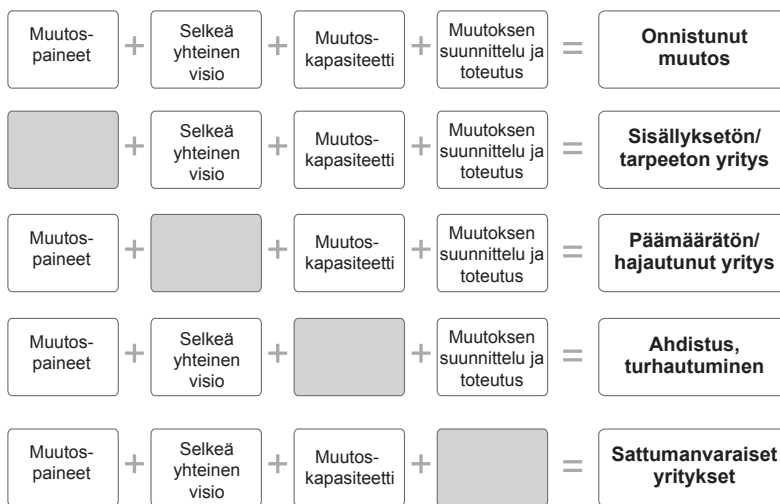 Muutos-
paineet
+
Selkeä
yhteinen
visio
+
Muutos-
kapasiteetti
+
Muutoksen
suunnittelu ja
toteutus
=
Onnistunut
muutos
+
Selkeä
yhteinen
visio
+
Muutos-
kapasiteetti
+
Muutoksen
suunnittelu ja
toteutus
=
Sisällyksetön/
tarpeeton yritys
Muutos-
paineet
+
+
Muutos-
kapasiteetti
+
Muutoksen
suunnittelu ja
toteutus
=
Päämäärätön/
hajautunut yritys
Muutos-
paineet
+
Selkeä
yhteinen
visio
+
+
Muutoksen
suunnittelu ja
toteutus
=
Ahdistus,
turhautuminen
Muutos-
paineet
+
Selkeä
yhteinen
visio
+
Muutos-
kapasiteetti
+
=
Sattumanvaraiset
yritykset